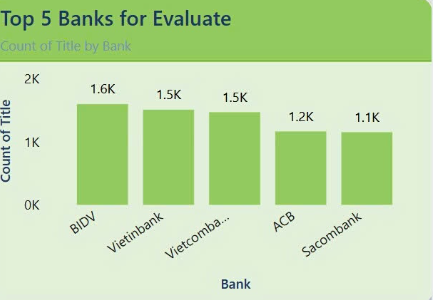 Top 5 Banks for Evaluate
Count of Title by Bank
Count of Title
2K
1K
0K
1.6K
1.5K
1.5K
1.2K
1.1K
BIDV
Vietinbank
Vietcomba...
ACB
Sacombank
Bank